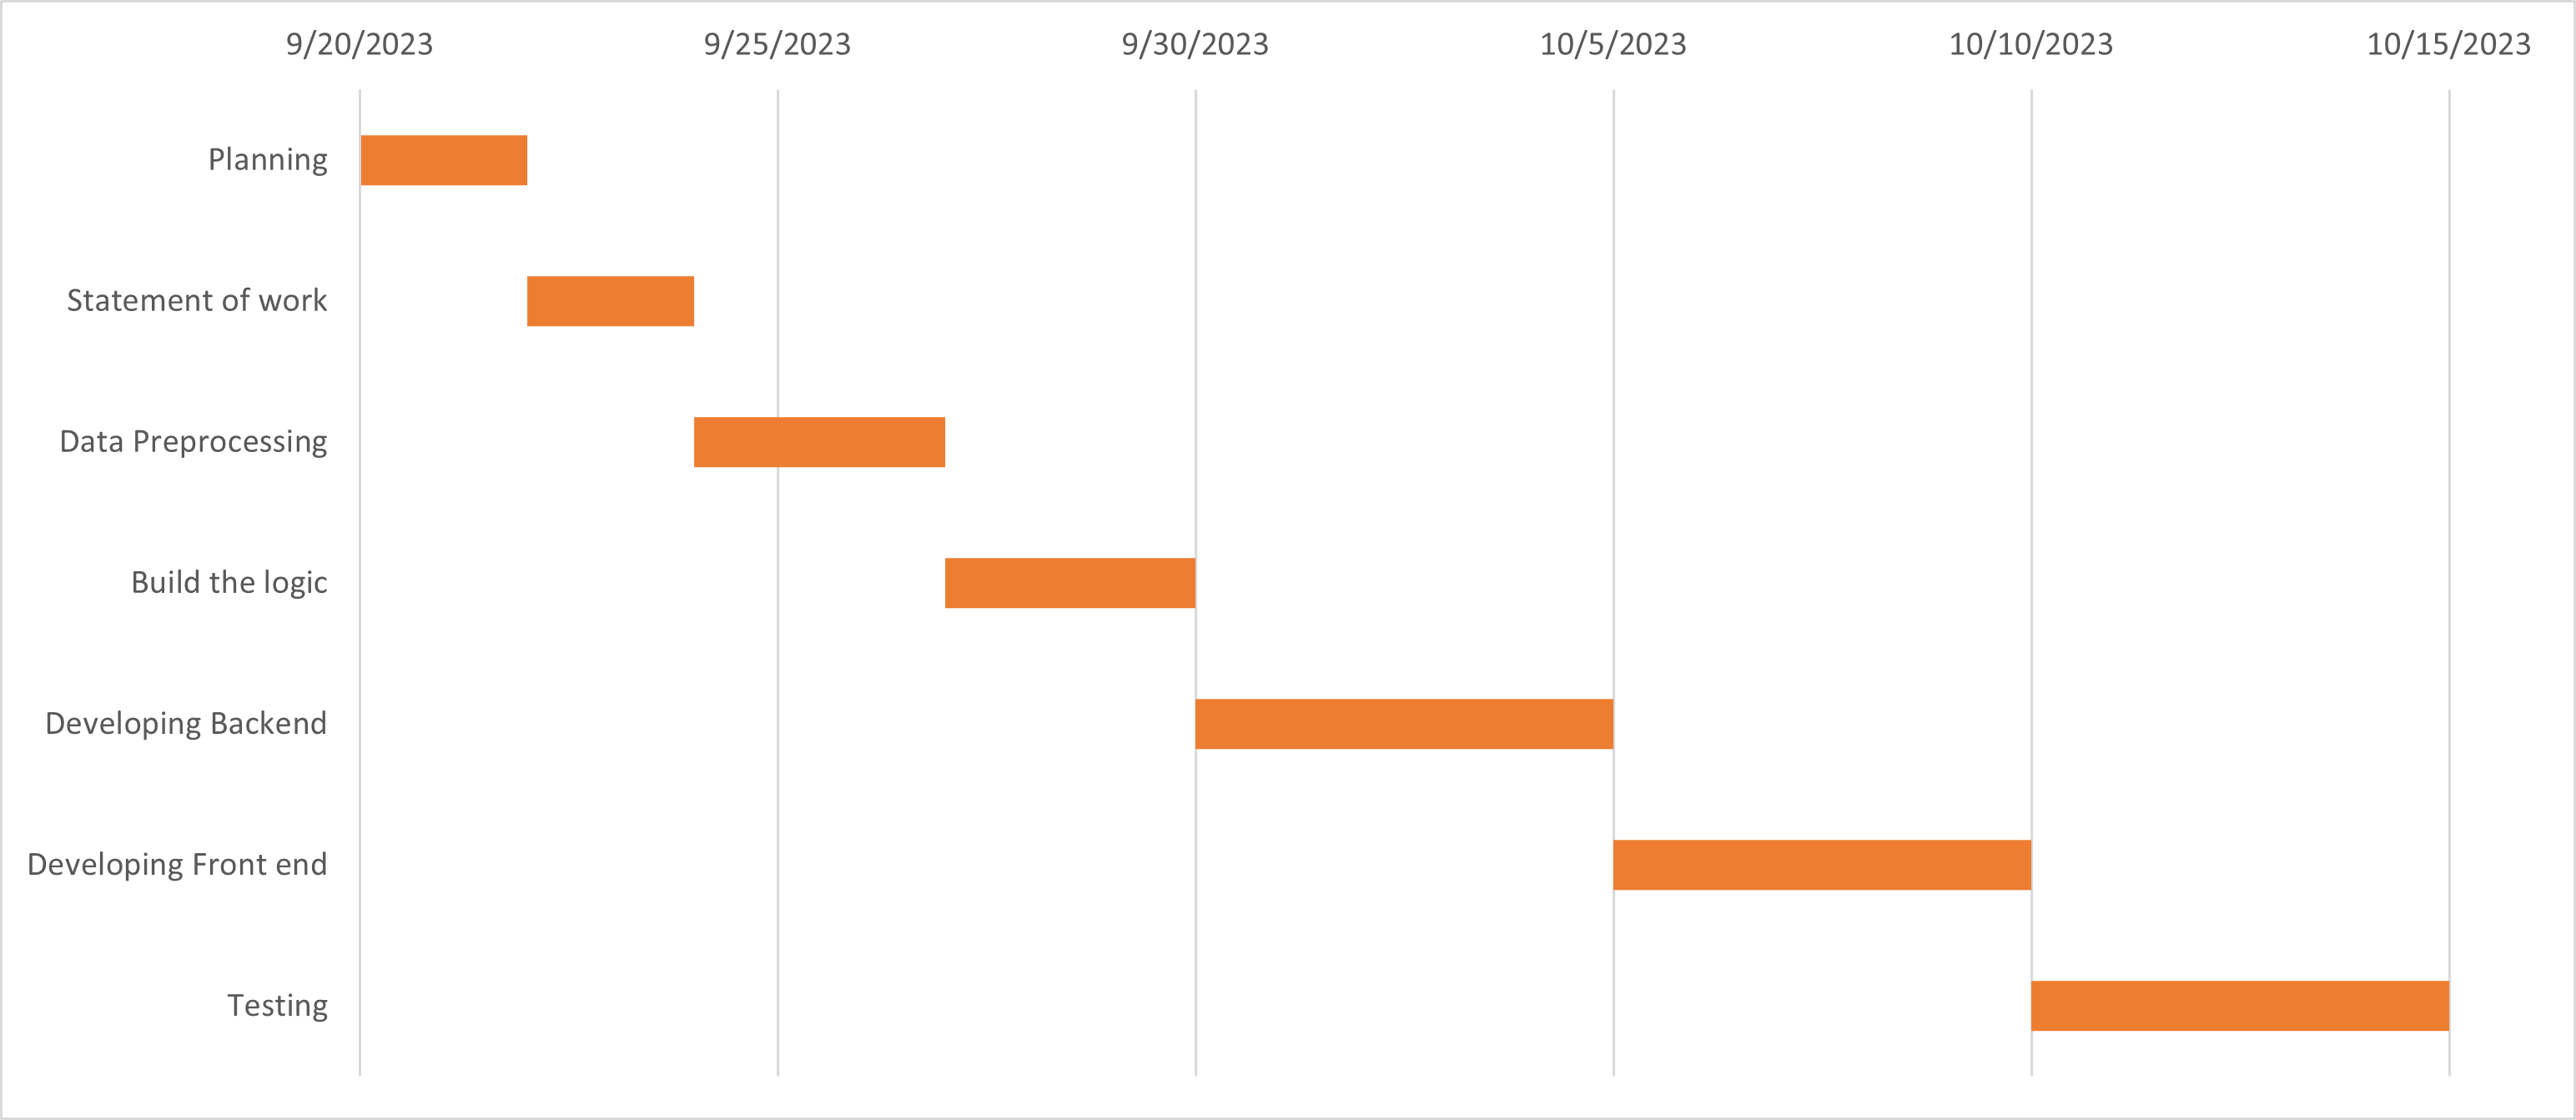 9/20/2023 9/25/2023 9/30/2023 10/5/2023 10/10/2023 10/15/2023
Planning
Statement of work
Data Preprocessing
Build the logic
Developing Backend
Developing Front end
Testing